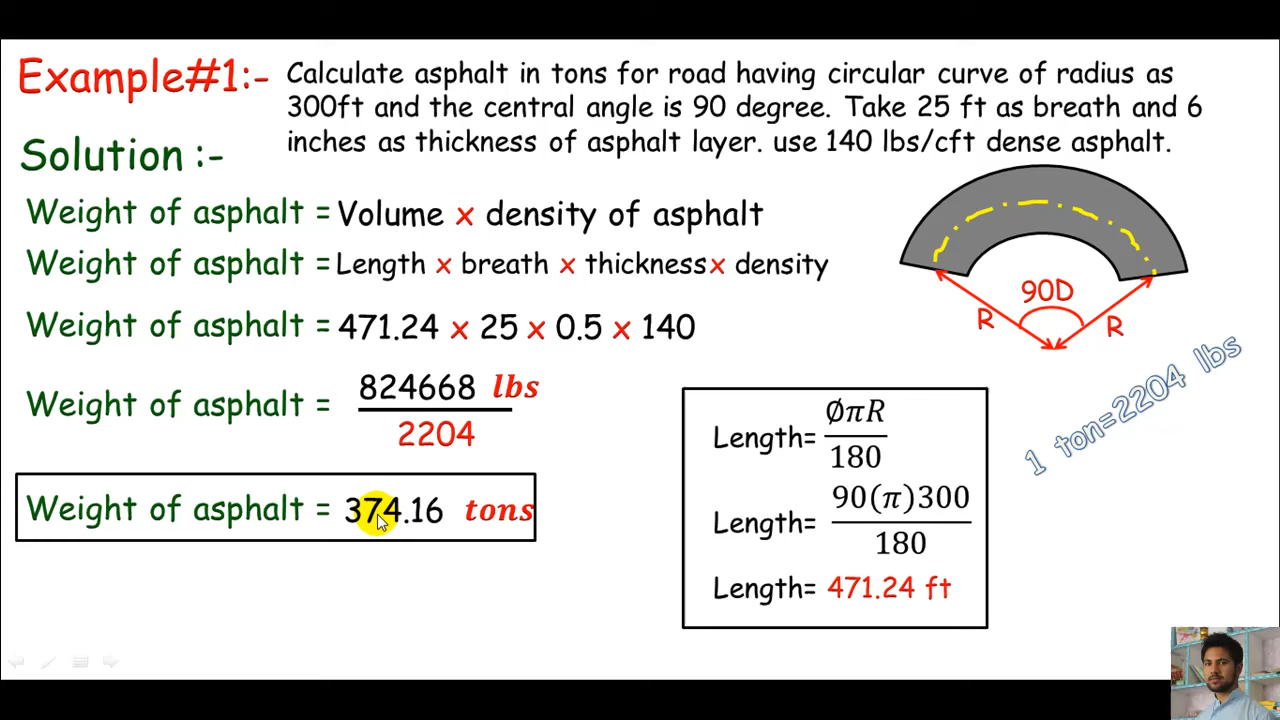 Example#1:-
Calculate asphalt in tons for road having circular curve of radius as
300ft and the central angle is 90 degree. Take 25 ft as breath and 6
inches as thickness of asphalt layer. use 140 lbs/cft dense asphalt.
Solution :-
Weight of asphalt = Volume x density of asphalt
Weight of asphalt = Length x breath x thickness x density
Weight of asphalt = 471.24 x 25 x 0.5 x 140
Weight of asphalt = 824668 lbs
2204
Weight of asphalt = 374.16 tons
90D
R
R
1 ton=2204 lbs
Length= ∅πR
180
Length= 90(π)300
180
Length= 471.24 ft